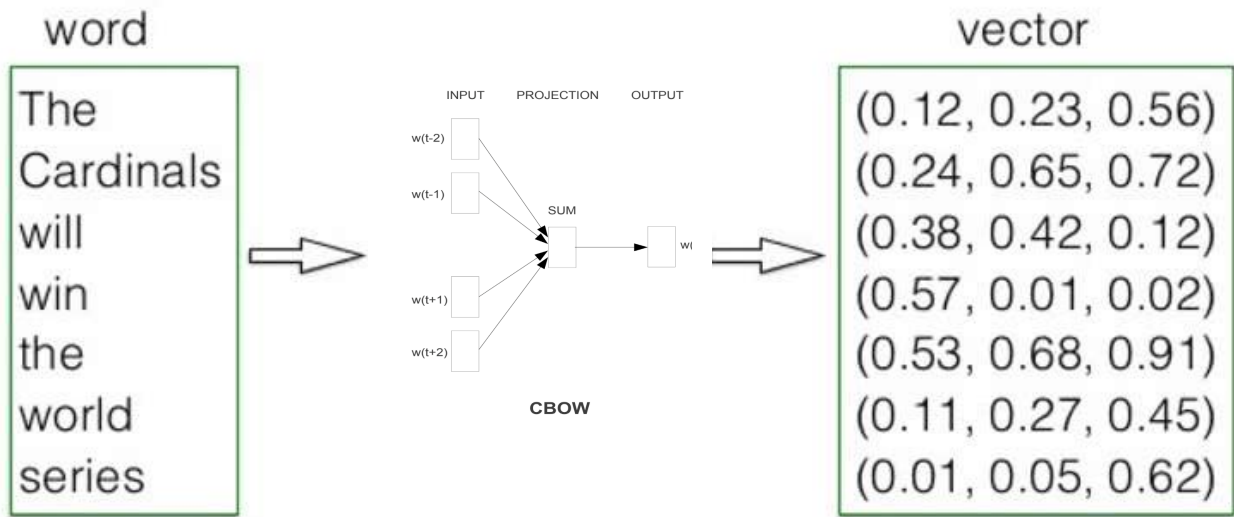 word
The
Cardinals
will
win
the
world
series
INPUT PROJECTION OUTPUT
w(t-2)
w(t-1)
SUM
w(
w(t+1)
w(t+2)
CBOW
vector
(0.12, 0.23, 0.56)
(0.24, 0.65, 0.72)
(0.38, 0.42, 0.12)
(0.57, 0.01, 0.02)
(0.53, 0.68, 0.91)
(0.11, 0.27, 0.45)
(0.01, 0.05, 0.62)